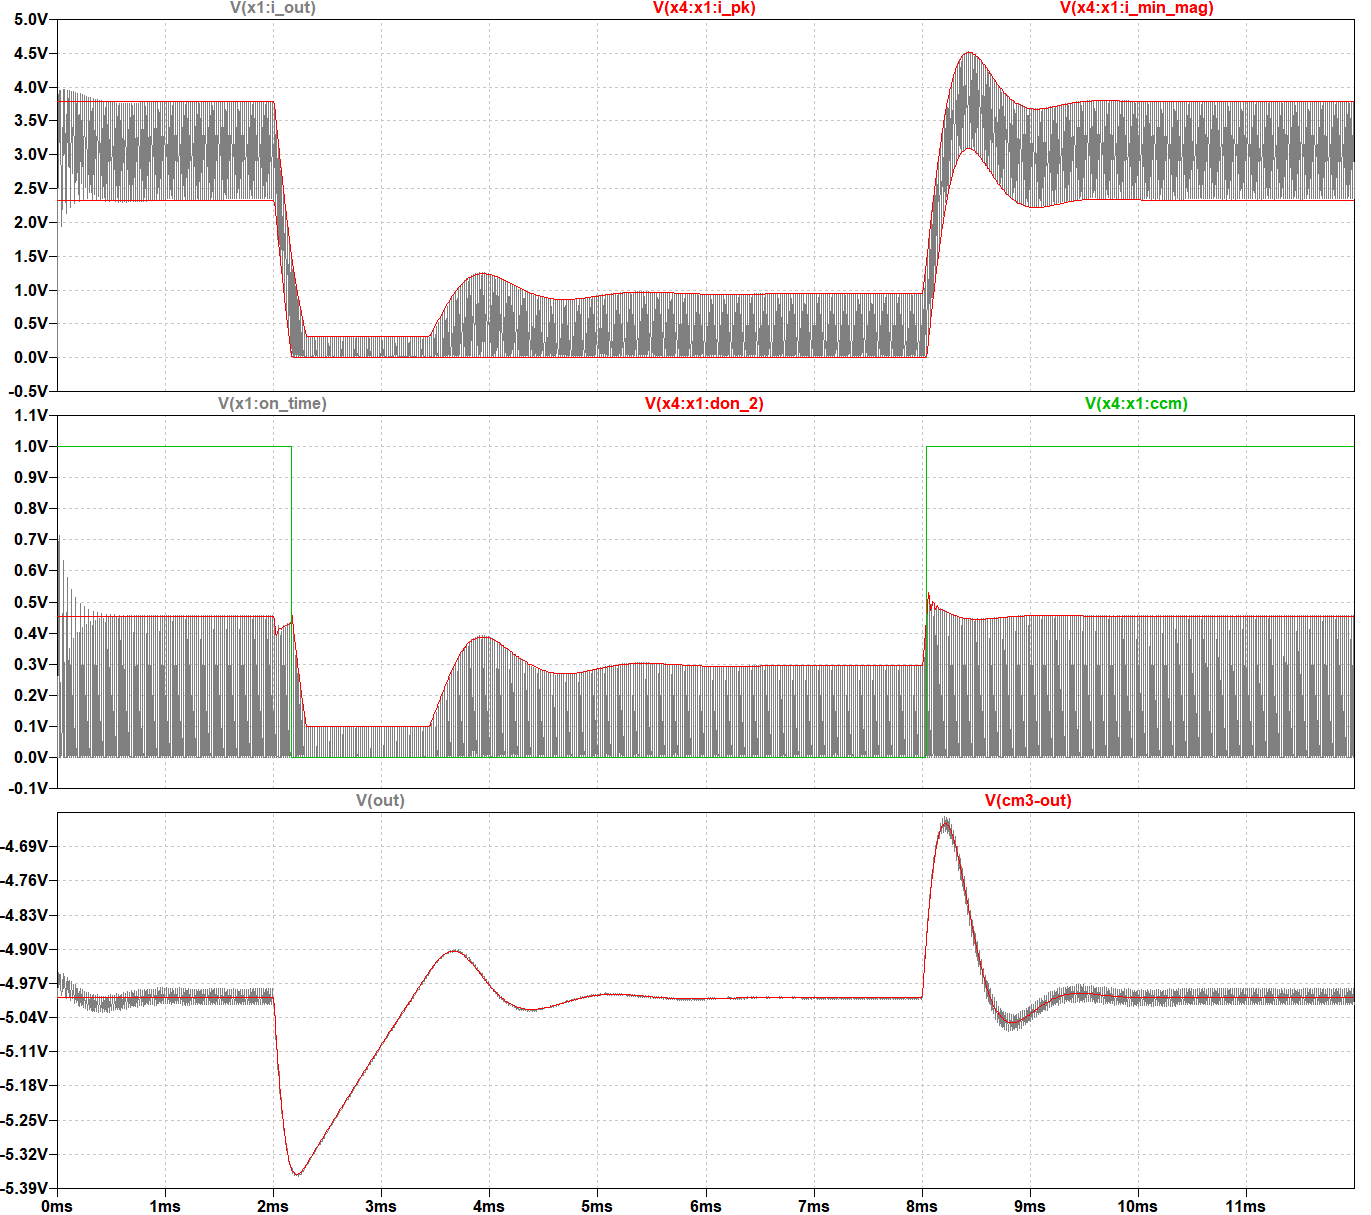 V(x1:i_out) V(x4:x1:i_pk) V(x4:x1:i_min_mag)
5.0V
4.5V
4.0V
3.5V
3.0V
2.5V
2.0V
1.5V
1.0V
0.5V
0.0V
-0.5V
V(x1:on_time) V(x4:x1:don_2) V(x4:x1:ccm)
1.1V
1.0V
0.9V
0.8V
0.7V
0.6V
0.5V
0.4V
0.3V
0.2V
0.1V
0.0V
-0.1V
V(out) V(cm3-out)
-4.69V
-4.76V
-4.83V
-4.90V
-4.97V
-5.04V
-5.11V
-5.18V
-5.25V
-5.32V
-5.39V
0ms 1ms 2ms 3ms 4ms 5ms 6ms 7ms 8ms 9ms 10ms 11ms